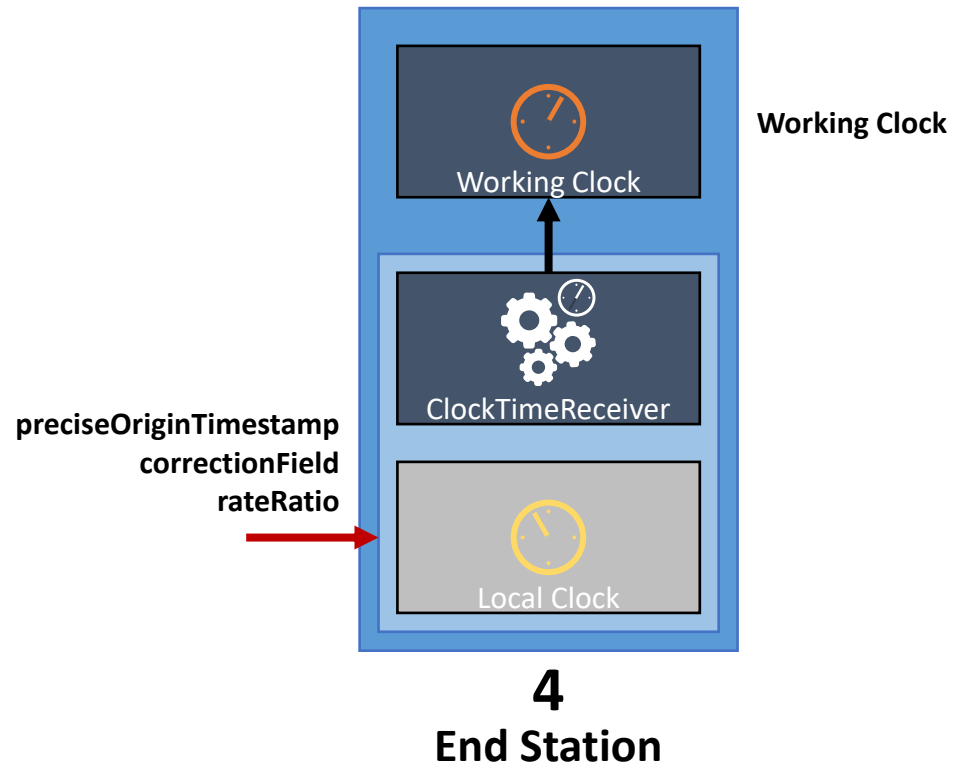 Working Clock
Working Clock
ClockTimeReceiver
preciseOriginTimestamp
correctionField
rateRatio
Local Clock
4
End Station